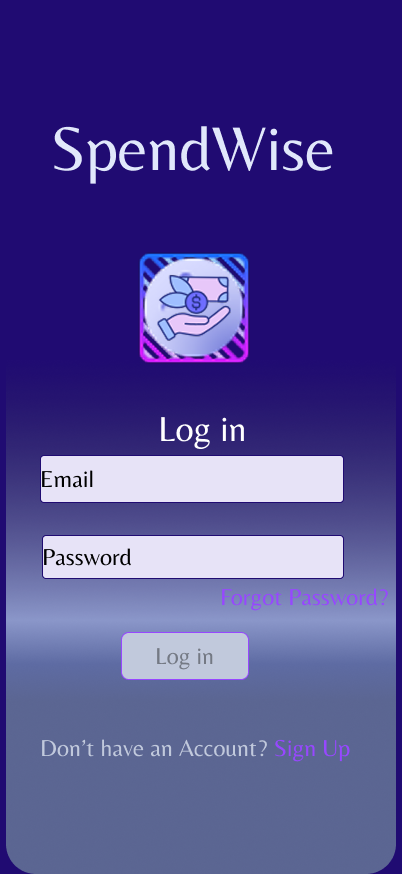 SpendWise
$
Log in
Email
Password
Forgot Password?
Log in
Don't have an Account? Sign Up